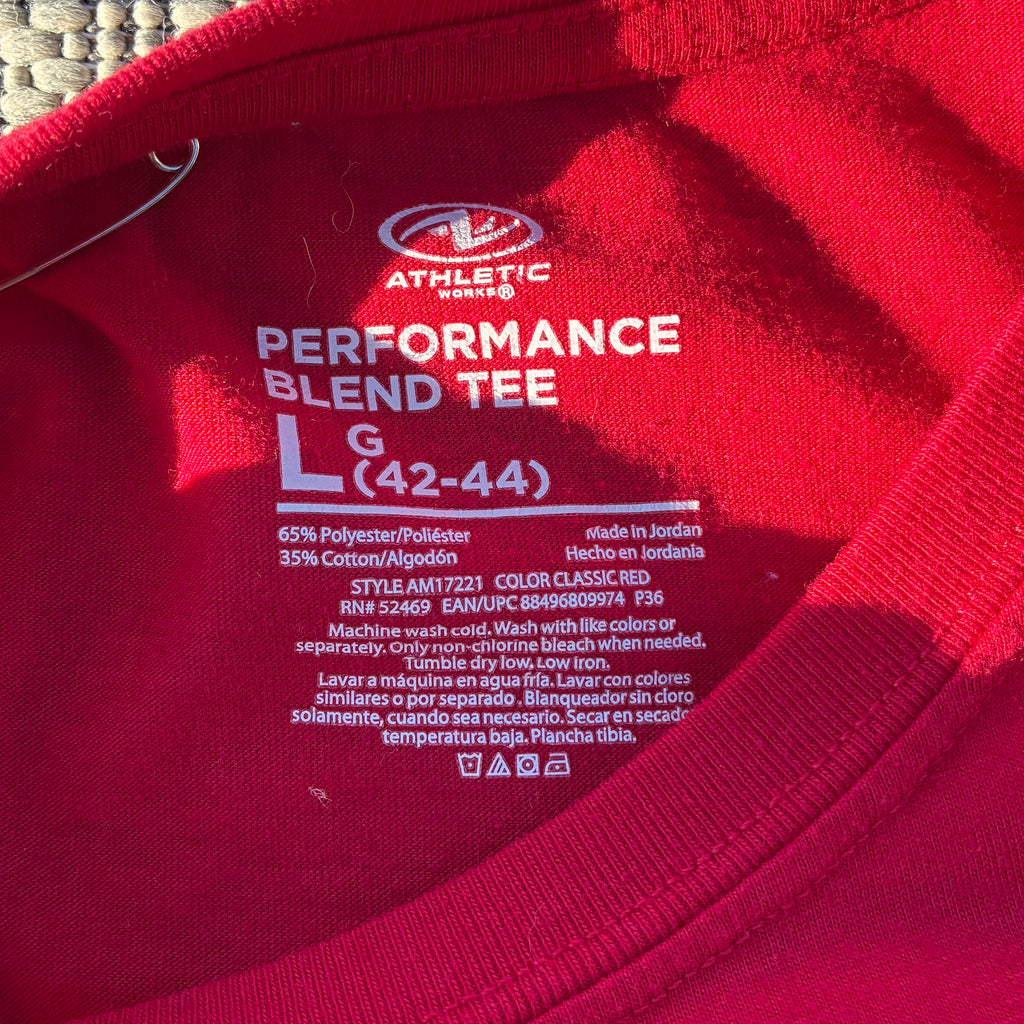 ATHLETIC
WORKS®
PERFORMANCE
BLEND TEE
L G
(42-44)
65% Polyester/Poliéster Made in Jordan
35% Cotton/Algodón Hecho en Jordania
STYLE AM17221 COLOR CLASSIC RED
RN# 52469 EAN/UPC 88496809974 P36
Machine wash cold. Wash with like colors or
separately. Only non-chlorine bleach when needed.
Tumble dry low. Low iron.
Lavar a máquina en agua fría. Lavar con colores
similares o por separado. Blanqueador sin cloro
solamente, cuando sea necesario. Secar en
temperatura baja. Plancha tibia.